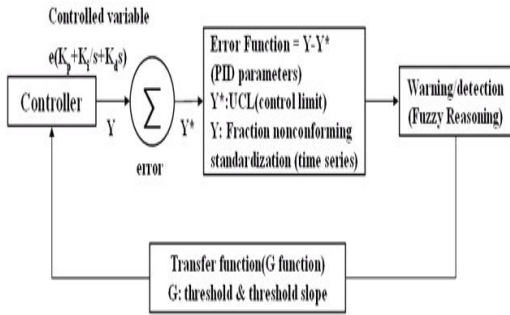 Controlled variable
e(Kp+Ki/s+Kds)
Controller
Y
Σ
Y*
error
Error Function = Y-Y*
(PID parameters)
Y*:UCL(control limit)
Y: Fraction nonconforming
standardization (time series)
Warning/detection
(Fuzzy Reasoning)
Transfer function(G function)
G: threshold & threshold slope